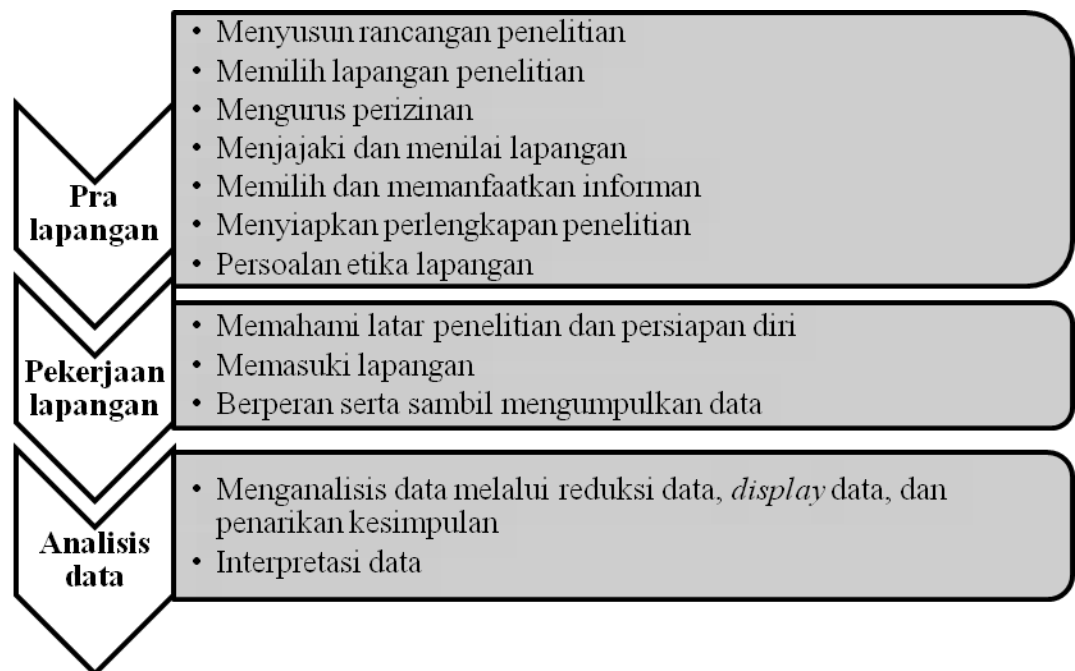 Pra
lapangan
• Menyusun rancangan penelitian
• Memilih lapangan penelitian
• Mengurus perizinan
• Menjajaki dan menilai lapangan
• Memilih dan memanfaatkan informan
• Menyiapkan perlengkapan penelitian
• Persoalan etika lapangan
Pekerjaan
lapangan
• Memahami latar penelitian dan persiapan diri
• Memasuki lapangan
• Berperan serta sambil mengumpulkan data
Analisis
data
• Menganalisis data melalui reduksi data, display data, dan
penarikan kesimpulan
• Interpretasi data